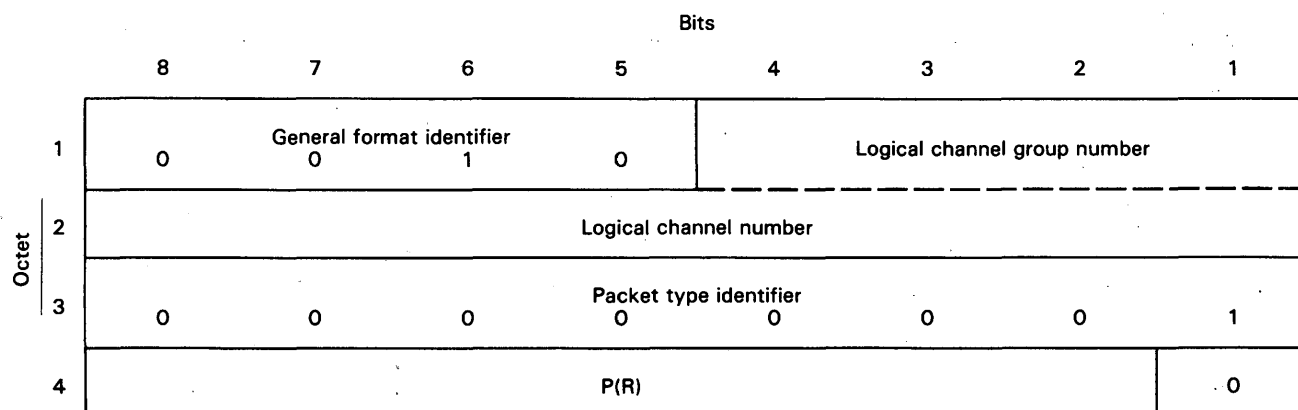 Bits
8 7 6 5 4 3 2 1
1 General format identifier Logical channel group number
0 0 1 0
Octet
2 Logical channel number
3 Packet type identifier
0 0 0 0 0 0 0 1
4 P(R) 0